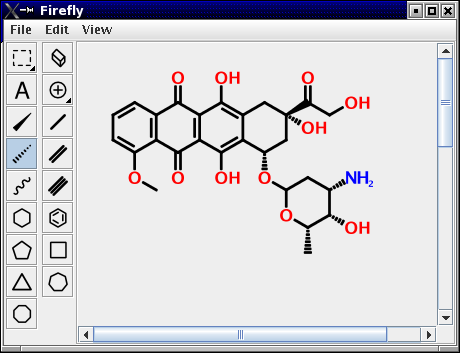 Firefly
File Edit View
A
O OH O
OH
OH
O O OH O NH2
O OH